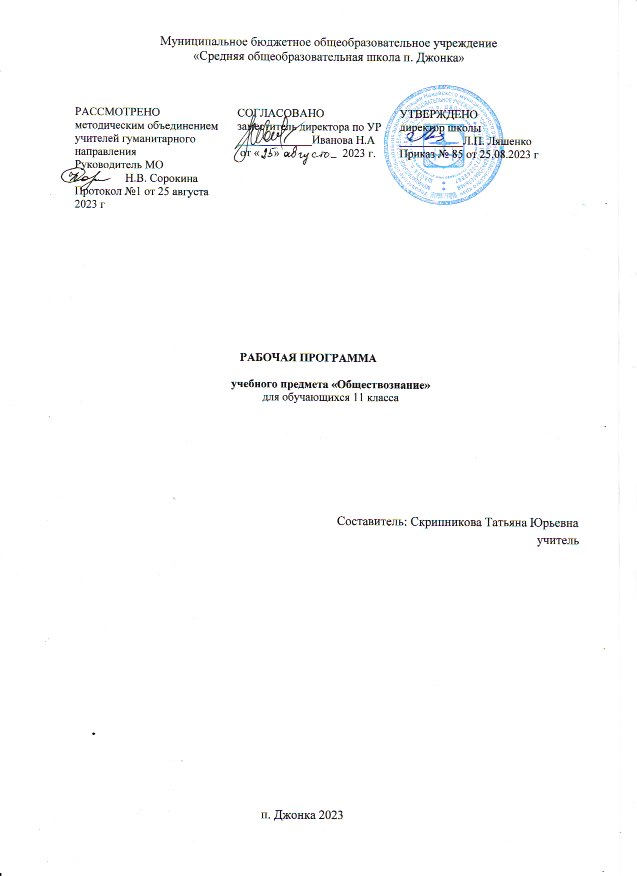 Муниципальное бюджетное общеобразовательное учреждение
«Средняя общеобразовательная школа п. Джонка»
РАССМОТРЕНО
методическим объединением
учителей гуманитарного
направления
Руководитель МО
Н.В. Сорокина
Протокол №1 от 25 августа
2023 г
СОГЛАСОВАНО
заместитель директора по УР
Иванова Н.А
от «25» августа 2023 г.
УТВЕРЖДЕНО
директор школы
Л.П. Ляшенко
Приказ № 85 от 25.08.2023 г
РАБОЧАЯ ПРОГРАММА
учебного предмета «Обществознание»
для обучающихся 11 класса
Составитель: Скрипникова Татьяна Юрьевна
учитель
п. Джонка 2023